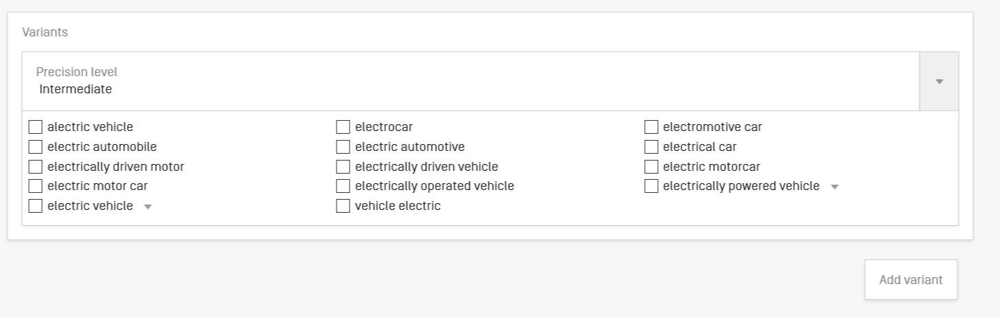 Variants
Precision level
Intermediate
alectric vehicle electrocar electromotive car
electric automobile electric automotive electrical car
electrically driven motor electrically driven vehicle electric motorcar
electric motor car electrically operated vehicle electrically powered vehicle
electric vehicle vehicle electric
Add variant